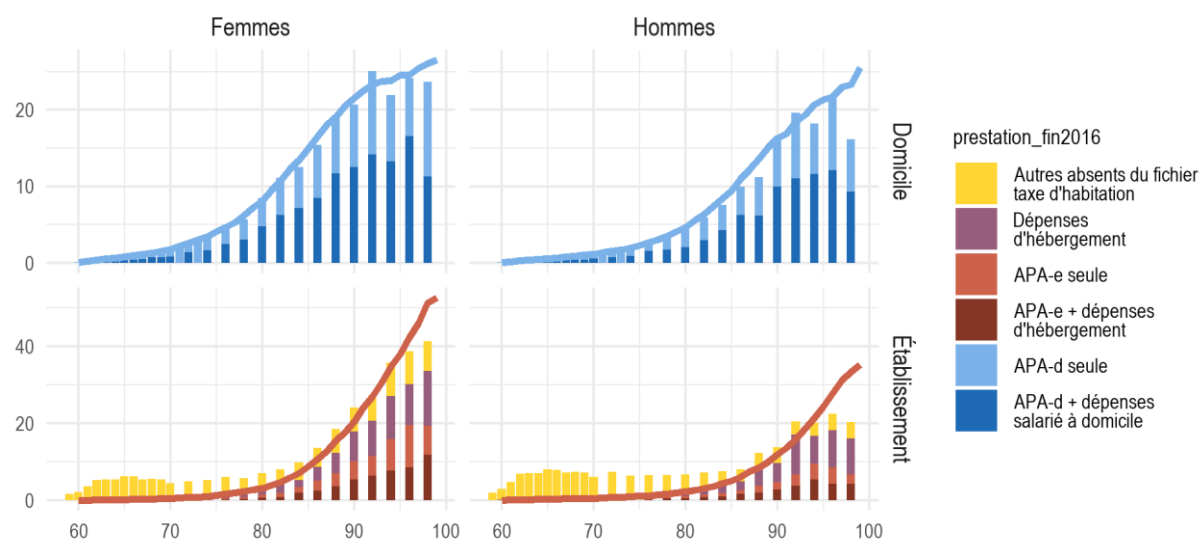 Femmes
Hommes
20
10
0
Domicile
40
20
0
Établissement
60
70
80
90
100
60
70
80
90
100
prestation_fin2016
Autres absents du fichier
taxe d'habitation
Dépenses
d'hébergement
APA-e seule
APA-e + dépenses
d'hébergement
APA-d seule
APA-d + dépenses
salarié à domicile